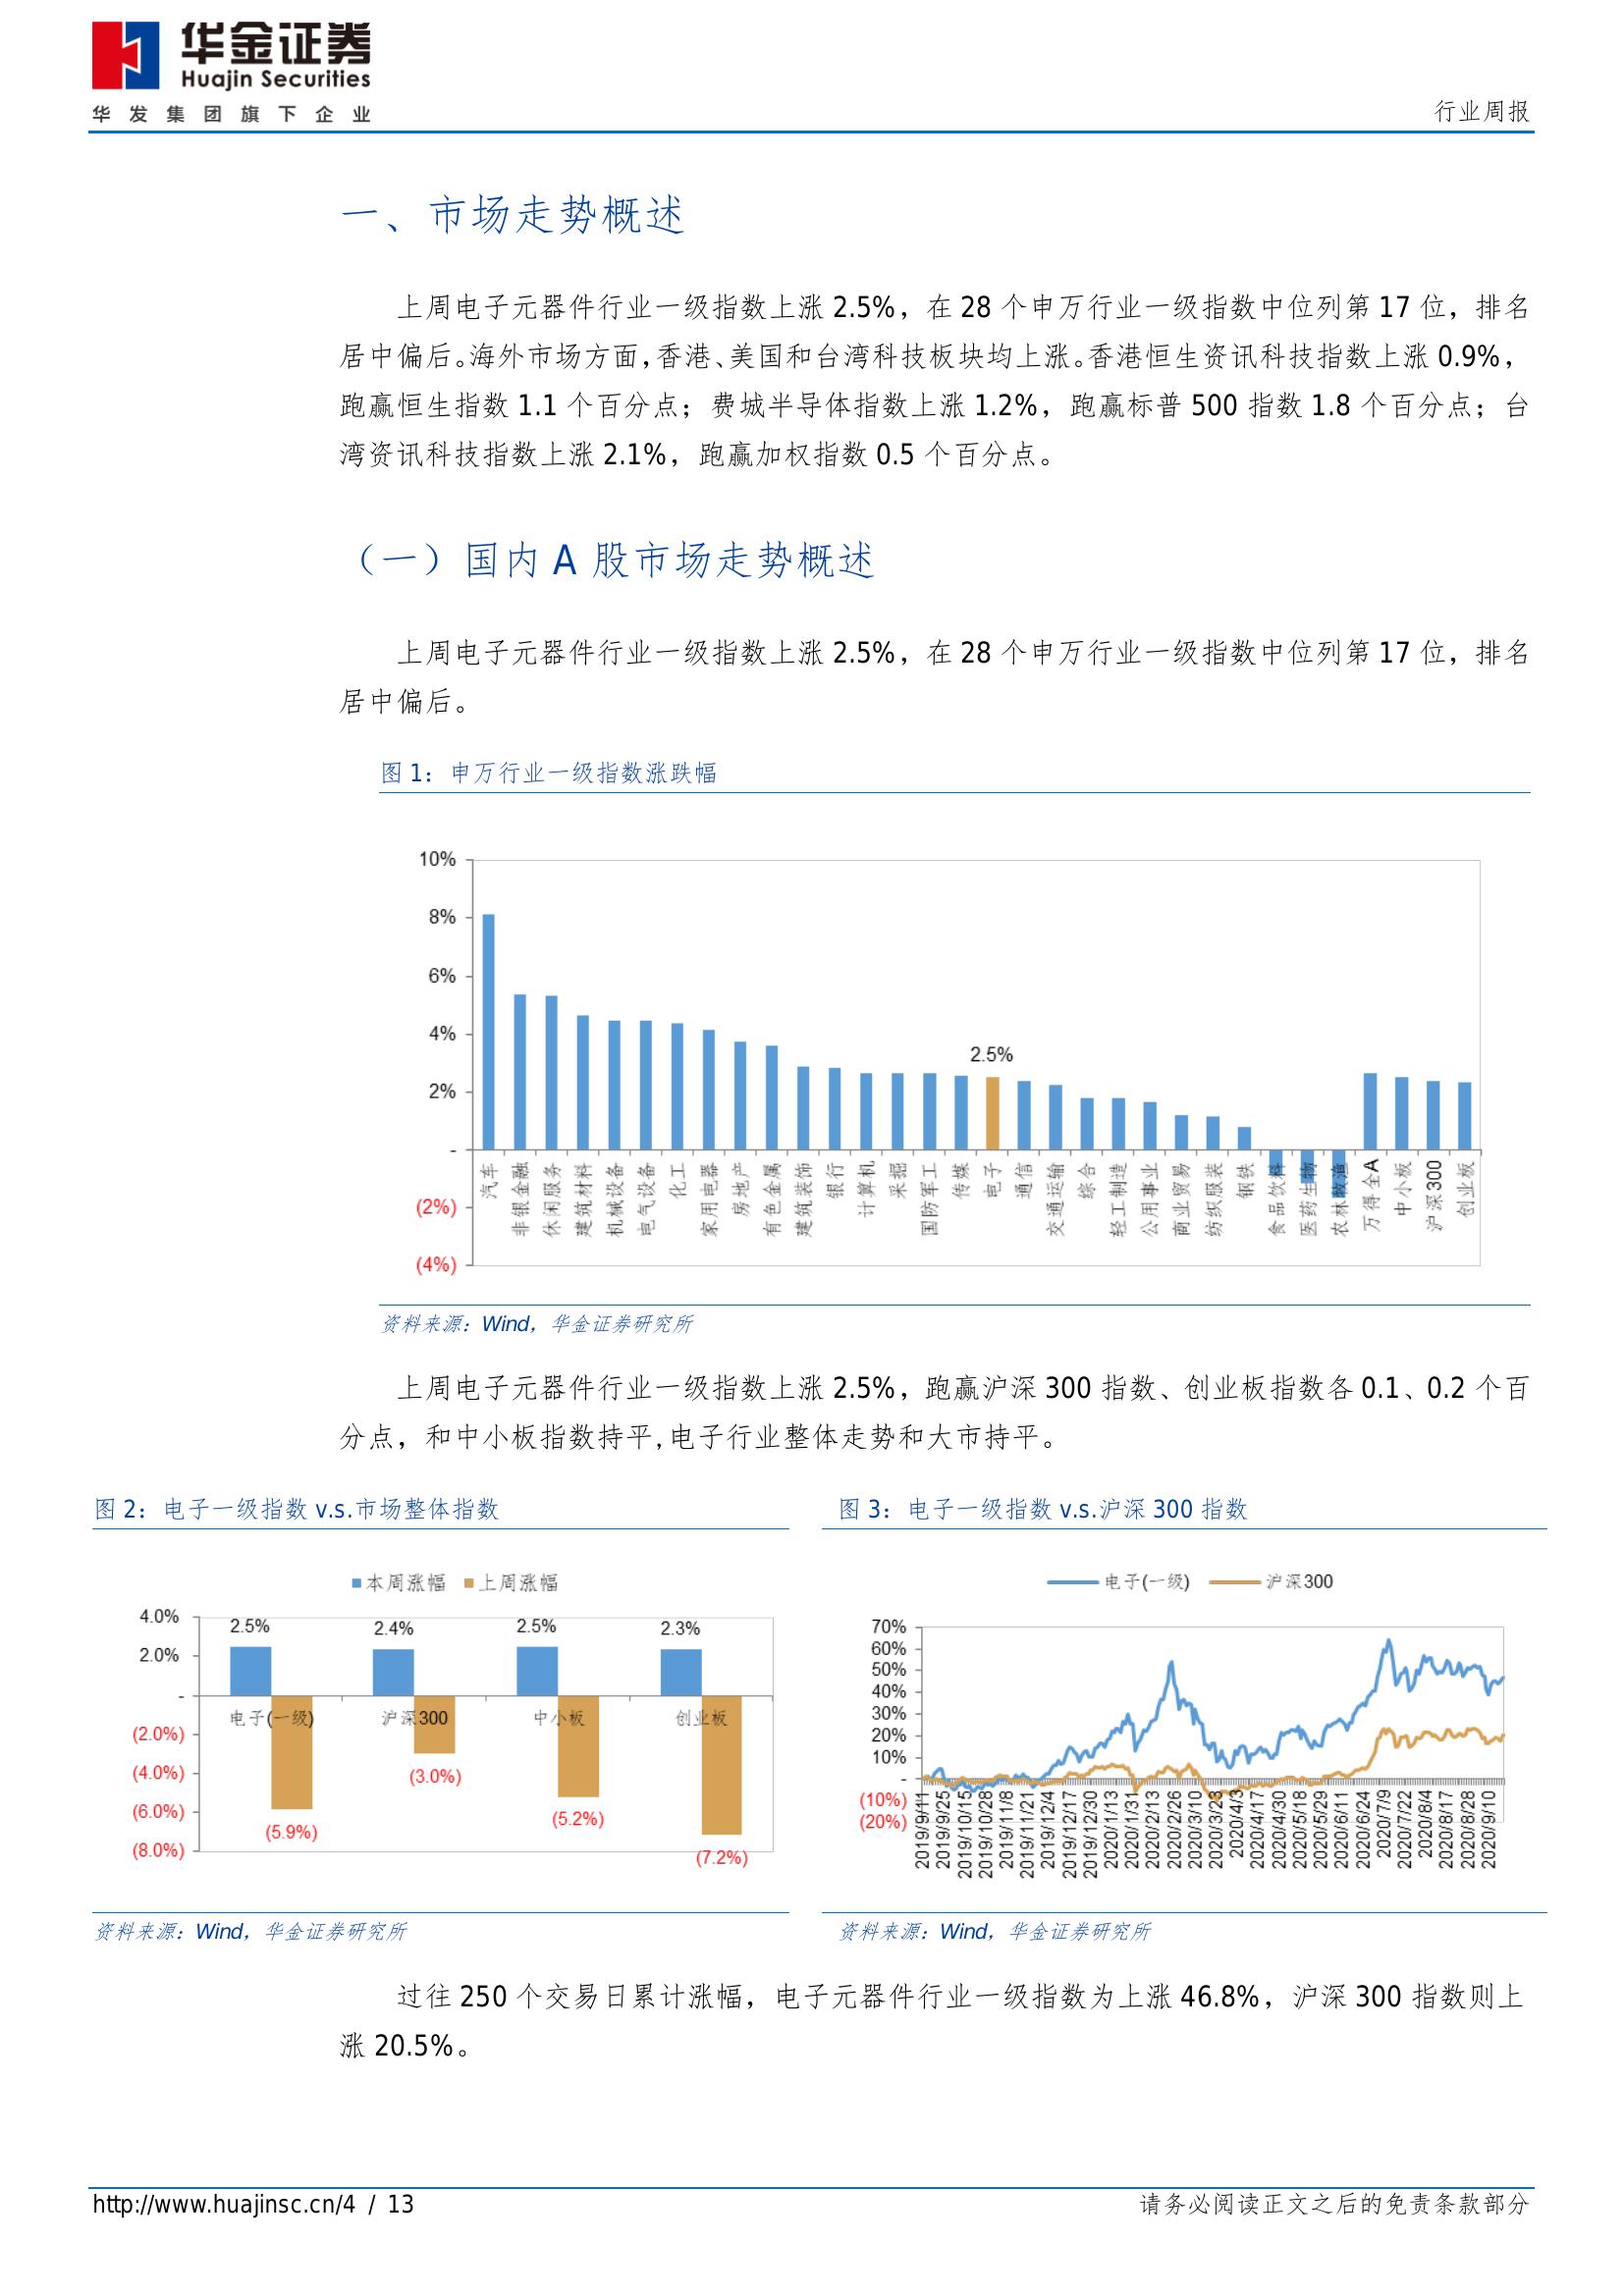 华金证券
Huajin Securities
华发集团旗下企业
行业周报
一、市场走势概述
上周电子元器件行业一级指数上涨 2.5%，在 28 个申万行业一级指数中位列第 17 位，排名
居中偏后。海外市场方面，香港、美国和台湾科技板块均上涨。香港恒生资讯科技指数上涨 0.9%，
跑赢恒生指数 1.1 个百分点；费城半导体指数上涨 1.2%，跑赢标普 500 指数 1.8 个百分点；台
湾资讯科技指数上涨 2.1%，跑赢加权指数 0.5 个百分点。
（一）国内 A 股市场走势概述
上周电子元器件行业一级指数上涨 2.5%，在 28 个申万行业一级指数中位列第 17 位，排名
居中偏后。
图 1：申万行业一级指数涨跌幅
10%
8%
6%
4%
2%
-
(2%)
(4%)
2.5%
汽车
非银金融
休闲服务
建筑材料
机械设备
电气设备
化工
家用电器
房地产
有色金属
建筑装饰
银行
计算机
采掘
国防军工
传媒
电子
通信
交通运输
综合
轻工制造
公用事业
商业贸易
纺织服装
钢铁
食品饮料
医药生物
农林牧渔
万得全A
中小板
沪深300
创业板
资料来源：Wind，华金证券研究所
上周电子元器件行业一级指数上涨 2.5%，跑赢沪深 300 指数、创业板指数各 0.1、0.2 个百
分点，和中小板指数持平,电子行业整体走势和大市持平。
图 2：电子一级指数 v.s.市场整体指数
本周涨幅 上周涨幅
4.0%
2.0%
-
(2.0%)
(4.0%)
(6.0%)
(8.0%)
2.5%
2.4%
2.5%
2.3%
电子(一级)
沪深300
中小板
创业板
(5.9%)
(3.0%)
(5.2%)
(7.2%)
资料来源：Wind，华金证券研究所
图 3：电子一级指数 v.s.沪深 300 指数
电子(一级) 沪深300
70%
60%
50%
40%
30%
20%
10%
-
(10%)
(20%)
2019/9/11
2019/9/25
2019/10/15
2019/10/28
2019/11/8
2019/11/21
2019/12/4
2019/12/17
2019/12/30
2020/1/13
2020/1/31
2020/2/13
2020/2/26
2020/3/10
2020/3/23
2020/4/3
2020/4/17
2020/4/30
2020/5/18
2020/5/29
2020/6/11
2020/6/24
2020/7/9
2020/7/22
2020/8/4
2020/8/17
2020/8/28
2020/9/10
资料来源：Wind，华金证券研究所
过往 250 个交易日累计涨幅，电子元器件行业一级指数为上涨 46.8%，沪深 300 指数则上
涨 20.5%。
http://www.huajinsc.cn/4 / 13
请务必阅读正文之后的免责条款部分